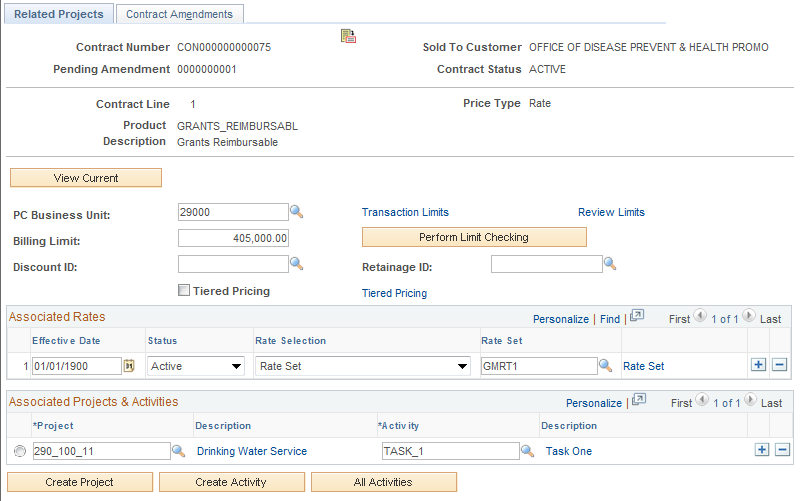 Related Projects Contract Amendments
Contract Number CON000000000075 Sold To Customer OFFICE OF DISEASE PREVENT & HEALTH PROMO
Pending Amendment 0000000001 Contract Status ACTIVE
Contract Line 1 Price Type Rate
Product GRANTS_REIMBURSABL
Description Grants Reimbursable
View Current
PC Business Unit: 29000 Transaction Limits Review Limits
Billing Limit: 405,000.00 Perform Limit Checking
Discount ID: Retainage ID:
Tiered Pricing Tiered Pricing
Associated Rates Personalize | Find | First 1 of 1 Last
Effective Date Status Rate Selection Rate Set
1 01/01/1900 Active Rate Set GMRT1 Rate Set
Associated Projects & Activities Personalize | First 1 of 1 Last
*Project Description *Activity Description
290_100_11 Drinking Water Service TASK_1 Task One
Create Project Create Activity All Activities